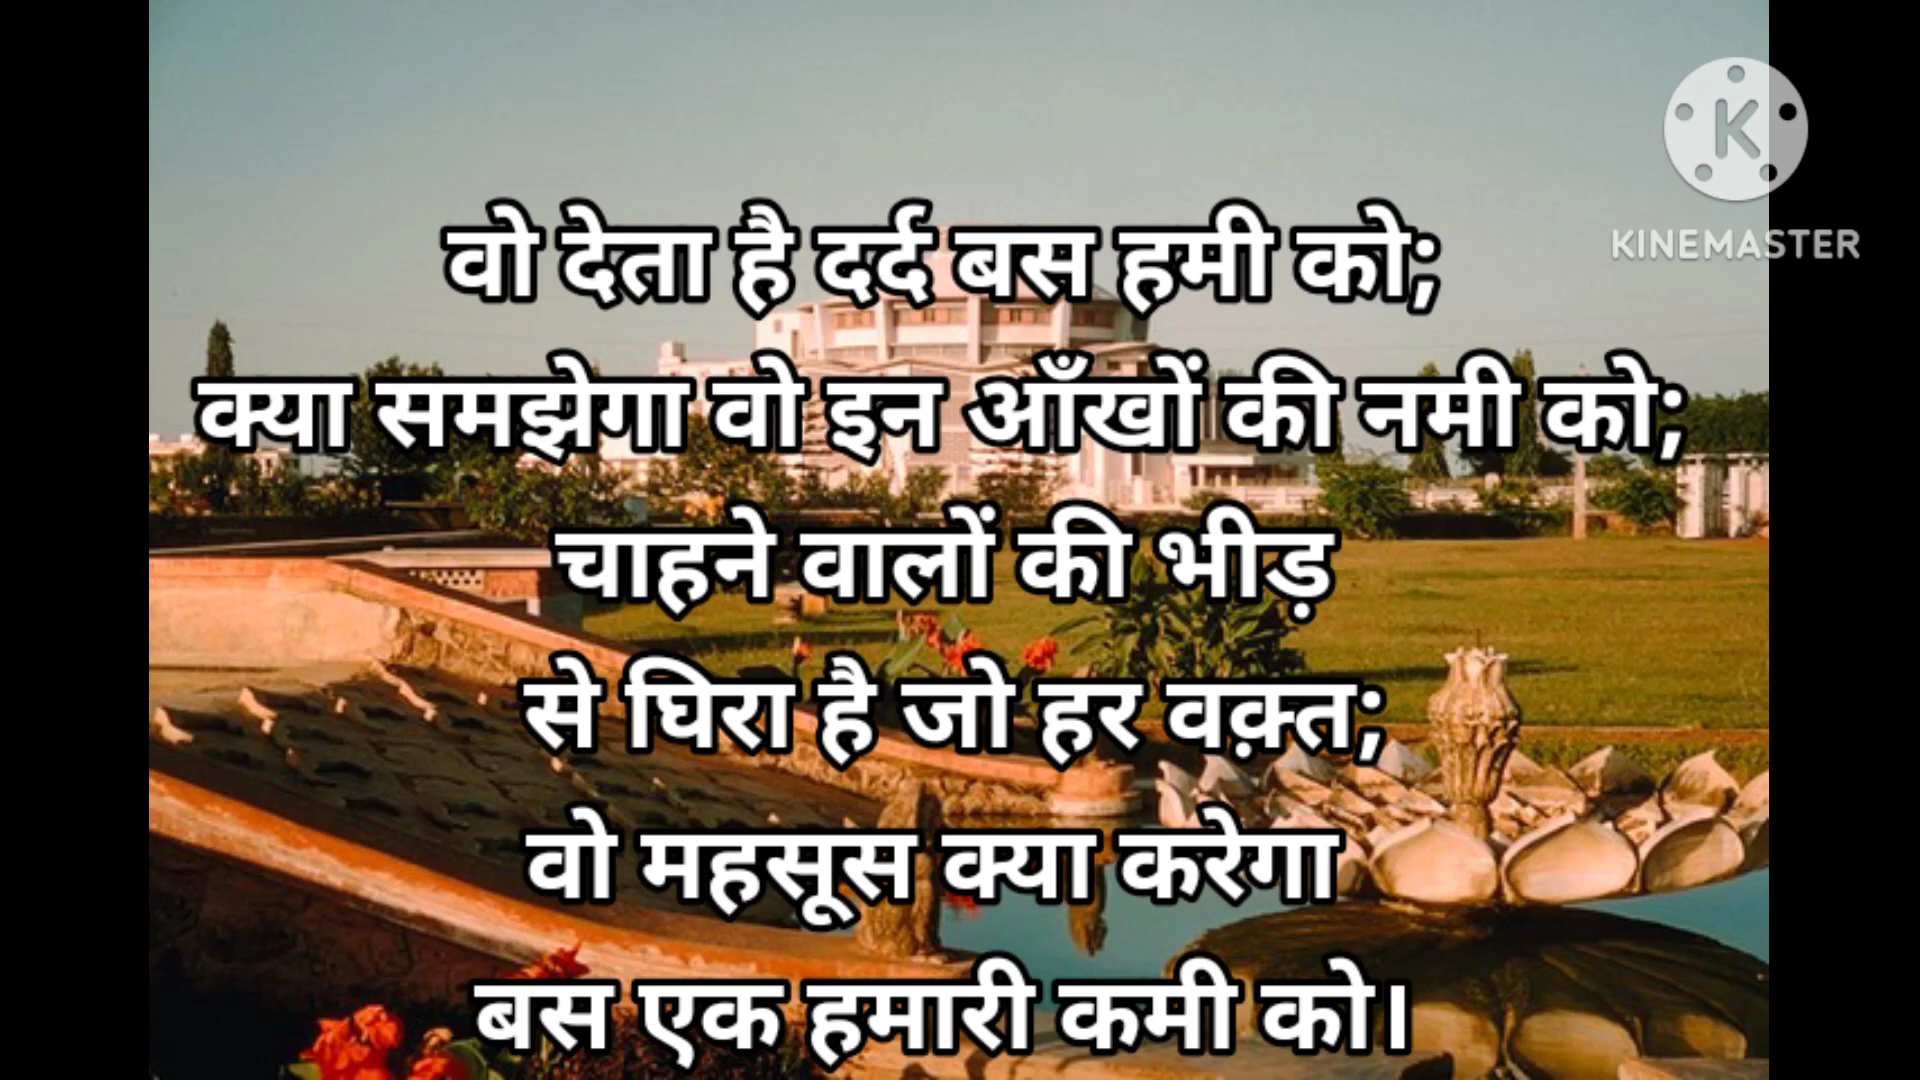 KINEMASTER
वो देता है दर्द बस हमी को;
क्या समझेगा वो इन आँखों की नमी को;
चाहने वालों की भीड़
से घिरा है जो हर वक़्त;
वो महसूस क्या करेगा
बस एक हमारी कमी को।